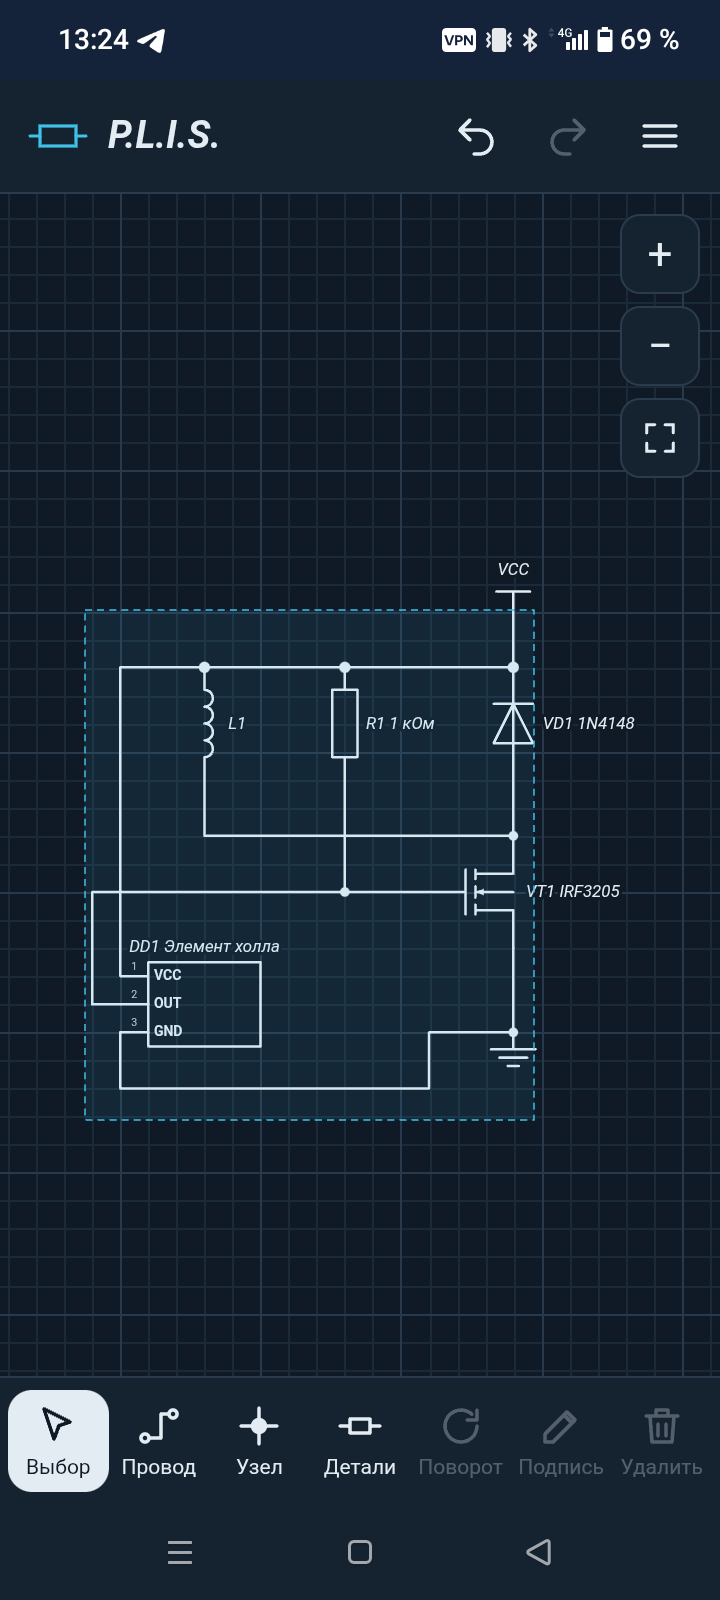 13:24 VPN 4G 69 %
P.L.I.S.
+
−
VCC
L1 R1 1 кОм VD1 1N4148
VT1 IRF3205
DD1 Элемент холла
1 VCC
2 OUT
3 GND
Выбор Провод Узел Детали Поворот Подпись Удалить